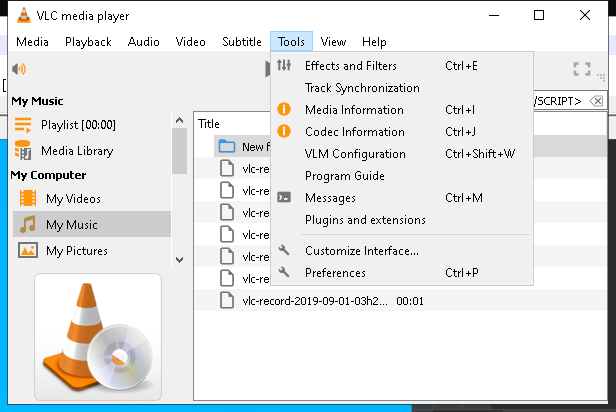 VLC media player
Media Playback Audio Video Subtitle Tools View Help
Effects and Filters Ctrl+E
Track Synchronization
Media Information Ctrl+I
Codec Information Ctrl+J
VLM Configuration Ctrl+Shift+W
Program Guide
Messages Ctrl+M
Plugins and extensions
Customize Interface...
Preferences Ctrl+P
/SCRIPT>
My Music
Playlist [00:00]
Media Library
My Computer
My Videos
My Music
My Pictures
Title
New f
vlc-re
vlc-re
vlc-re
vlc-re
vlc-re
vlc-re
vlc-record-2019-09-01-03h2... 00:01